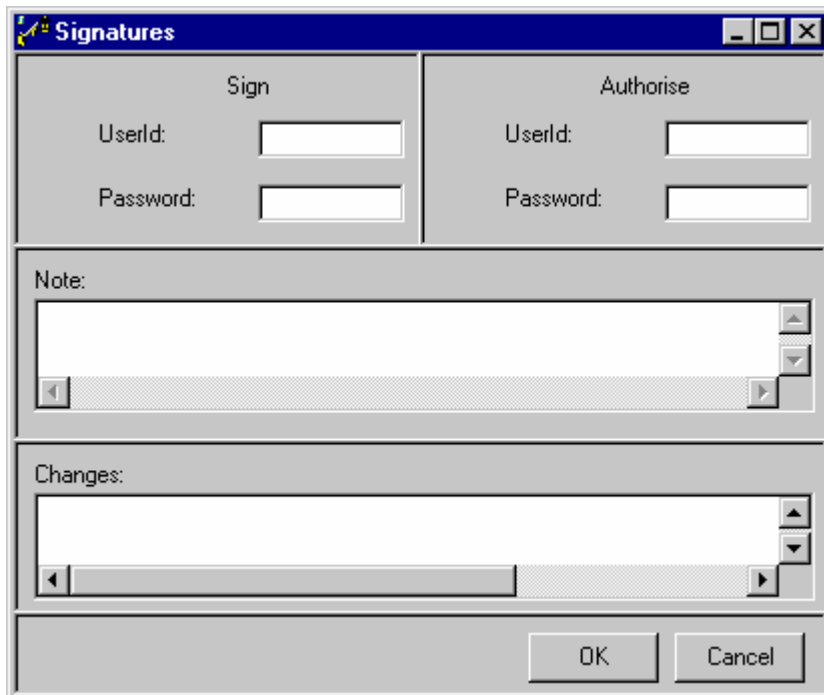 Signatures
Sign
UserId:
Password:
Authorise
UserId:
Password:
Note:
Changes:
OK
Cancel